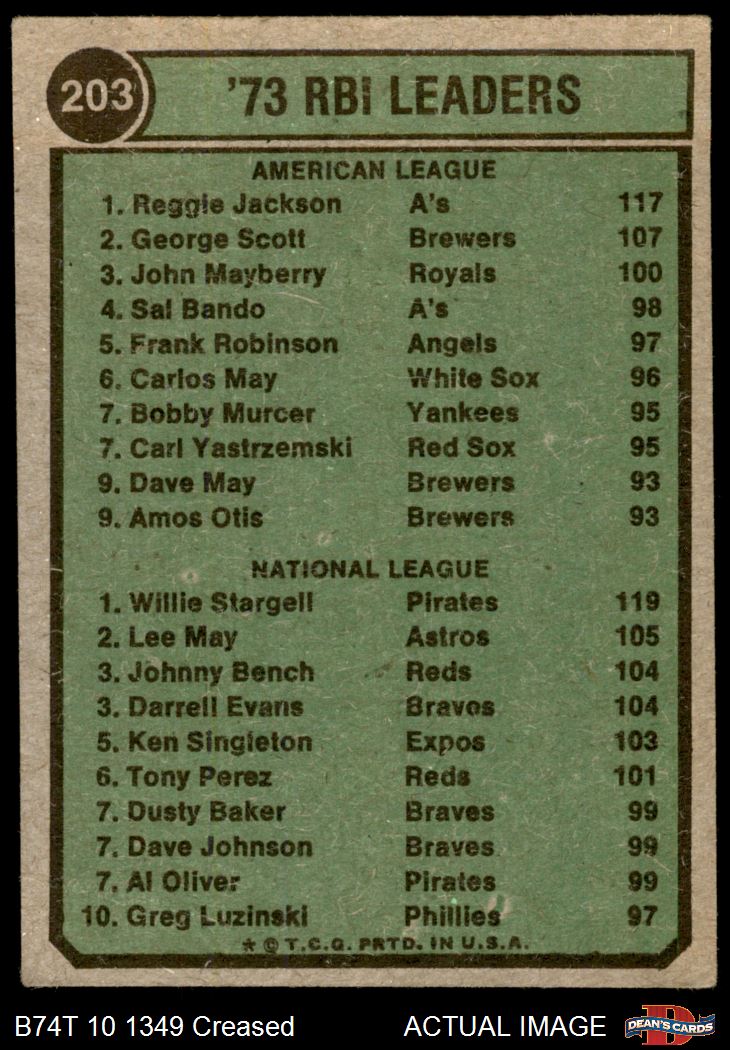 203
'73 RBI LEADERS
AMERICAN LEAGUE
1. Reggie Jackson A's 117
2. George Scott Brewers 107
3. John Mayberry Royals 100
4. Sal Bando A's 98
5. Frank Robinson Angels 97
6. Carlos May White Sox 96
7. Bobby Murcer Yankees 95
7. Carl Yastrzemski Red Sox 95
9. Dave May Brewers 93
9. Amos Otis Brewers 93
NATIONAL LEAGUE
1. Willie Stargell Pirates 119
2. Lee May Astros 105
3. Johnny Bench Reds 104
3. Darrell Evans Braves 104
5. Ken Singleton Expos 103
6. Tony Perez Reds 101
7. Dusty Baker Braves 99
7. Dave Johnson Braves 99
7. Al Oliver Pirates 99
10. Greg Luzinski Phillies 97
* © T.C.G. PRTD. IN U.S.A.
B74T 10 1349 Creased ACTUAL IMAGE
D
DEAN'S CARDS